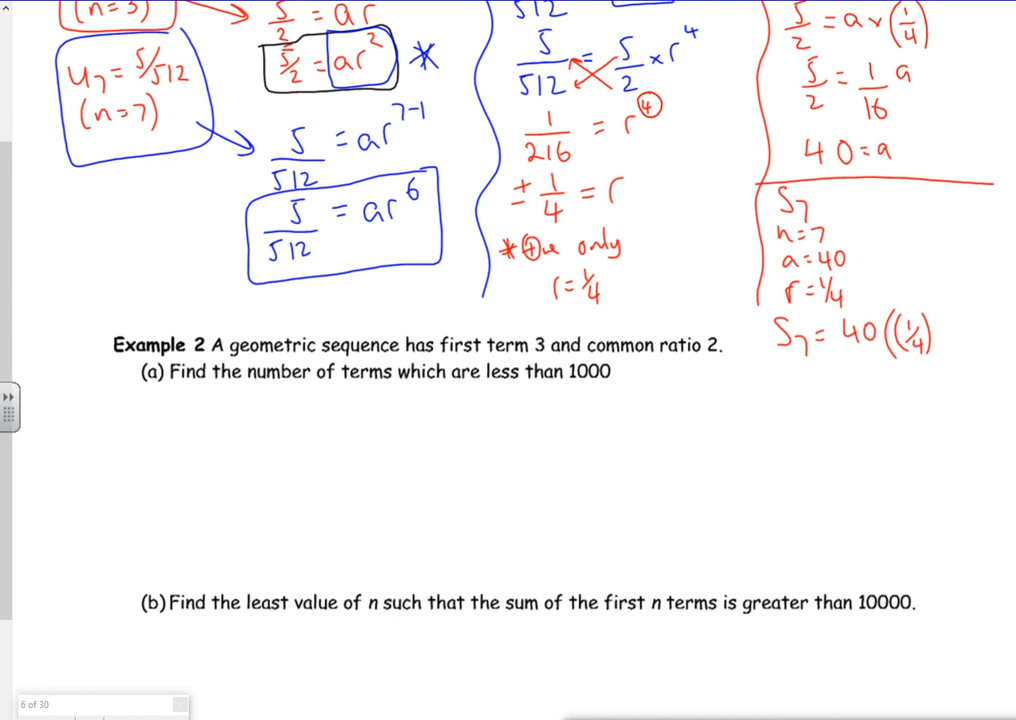 (n=3)
5/2 = ar
5/2 = ar²
*
u₇ = 5/512
(n=7)
5/512 = ar⁷⁻¹
5/512 = ar⁶
512
5/512 = 5/2 × r⁴
1/216 = r⁴
± 1/4 = r
* +ve only
r = 1/4
5/2 = a × (1/4)
5/2 = 1/16 a
40 = a
S₇
n = 7
a = 40
r = 1/4
S₇ = 40((1/4)
Example 2 A geometric sequence has first term 3 and common ratio 2.
(a) Find the number of terms which are less than 1000
(b) Find the least value of n such that the sum of the first n terms is greater than 10000.
6 of 30